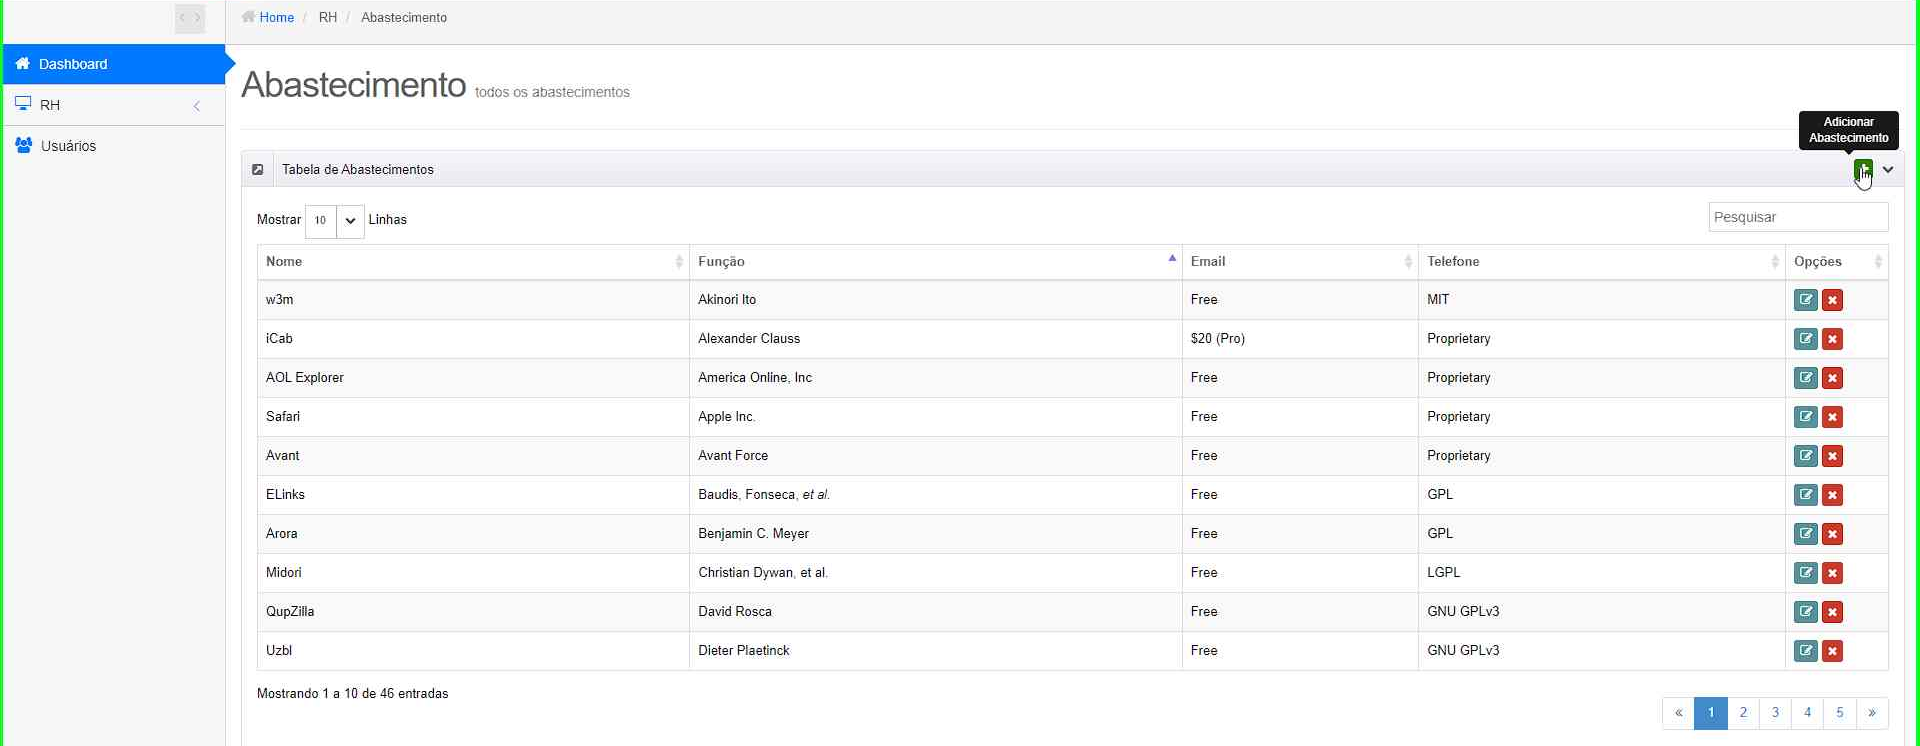 Home / RH / Abastecimento
Dashboard
RH
Usuários
Abastecimento todos os abastecimentos
Adicionar
Abastecimento
Tabela de Abastecimentos
Mostrar 10 Linhas
Pesquisar
Nome Função Email Telefone Opções
w3m Akinori Ito Free MIT
iCab Alexander Clauss $20 (Pro) Proprietary
AOL Explorer America Online, Inc Free Proprietary
Safari Apple Inc. Free Proprietary
Avant Avant Force Free Proprietary
ELinks Baudis, Fonseca, et al. Free GPL
Arora Benjamin C. Meyer Free GPL
Midori Christian Dywan, et al. Free LGPL
QupZilla David Rosca Free GNU GPLv3
Uzbl Dieter Plaetinck Free GNU GPLv3
Mostrando 1 a 10 de 46 entradas
« 1 2 3 4 5 »